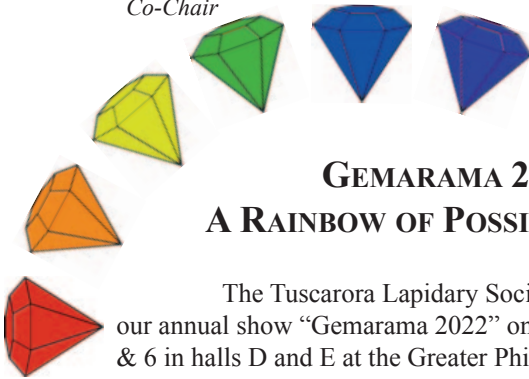 Co-Chair
GEMARAMA 2
A RAINBOW OF POSSI
The Tuscarora Lapidary Soci
our annual show “Gemarama 2022” on
& 6 in halls D and E at the Greater Phi